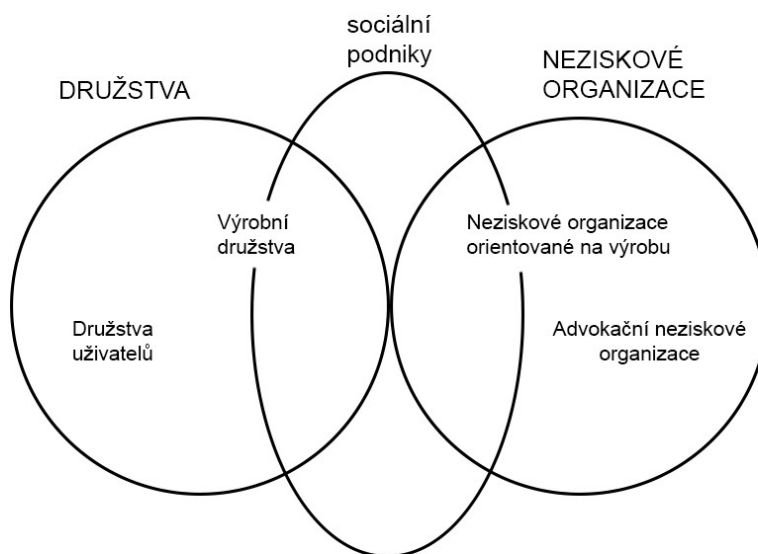 sociální
podniky
DRUŽSTVA
NEZISKOVÉ
ORGANIZACE
Výrobní
družstva
Neziskové organizace
orientované na výrobu
Družstva
uživatelů
Advokační neziskové
organizace